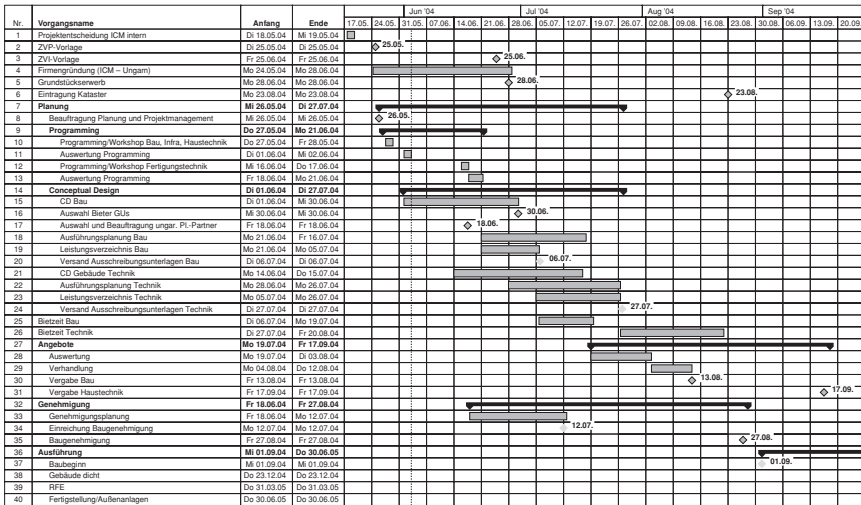 Jun '04 Jul '04 Aug '04 Sep '04
Nr. Vorgangsname Anfang Ende 17.05. 24.05. 31.05. 07.06. 14.06. 21.06. 28.06. 05.07. 12.07. 19.07. 26.07. 02.08. 09.08. 16.08. 23.08. 30.08. 06.09. 13.09. 20.09.
1 Projektentscheidung ICM intern Di 18.05.04 Mi 19.05.04
2 ZVP-Vorlage Di 25.05.04 Di 25.05.04 25.05.
3 ZVI-Vorlage Fr 25.06.04 Fr 25.06.04 25.06.
4 Firmengründung (ICM – Ungarn) Mo 24.05.04 Mo 28.06.04
5 Grundstückserwerb Mo 28.06.04 Mo 28.06.04 28.06.
6 Eintragung Kataster Mo 23.08.04 Mo 23.08.04 23.08.
7 Planung Mi 26.05.04 Di 27.07.04
8 Beauftragung Planung und Projektmanagement Mi 26.05.04 Mi 26.05.04 26.05.
9 Programming Do 27.05.04 Mo 21.06.04
10 Programming/Workshop Bau, Infra, Haustechnik Do 27.05.04 Fr 28.05.04
11 Auswertung Programming Di 01.06.04 Mi 02.06.04
12 Programming/Workshop Fertigungstechnik Mi 16.06.04 Do 17.06.04
13 Auswertung Programming Fr 18.06.04 Mo 21.06.04
14 Conceptual Design Di 01.06.04 Di 27.07.04
15 CD Bau Di 01.06.04 Mi 30.06.04
16 Auswahl Bieter GUs Mi 30.06.04 Mi 30.06.04 30.06.
17 Auswahl und Beauftragung ungar. Pl.-Partner Fr 18.06.04 Fr 18.06.04 18.06.
18 Ausführungsplanung Bau Mo 21.06.04 Fr 16.07.04
19 Leistungsverzeichnis Bau Mo 21.06.04 Mo 05.07.04
20 Versand Ausschreibungsunterlagen Bau Di 06.07.04 Di 06.07.04 06.07.
21 CD Gebäude Technik Mo 14.06.04 Do 15.07.04
22 Ausführungsplanung Technik Mo 28.06.04 Mo 26.07.04
23 Leistungsverzeichnis Technik Mo 05.07.04 Mo 26.07.04
24 Versand Ausschreibungsunterlagen Technik Di 27.07.04 Di 27.07.04 27.07.
25 Bietzeit Bau Di 06.07.04 Mo 19.07.04
26 Bietzeit Technik Di 27.07.04 Fr 20.08.04
27 Angebote Mo 19.07.04 Fr 17.09.04
28 Auswertung Mo 19.07.04 Di 03.08.04
29 Verhandlung Mo 04.08.04 Do 12.08.04
30 Vergabe Bau Fr 13.08.04 Fr 13.08.04 13.08.
31 Vergabe Haustechnik Fr 17.09.04 Fr 17.09.04 17.09.
32 Genehmigung Fr 18.06.04 Fr 27.08.04
33 Genehmigungsplanung Fr 18.06.04 Mo 12.07.04
34 Einreichung Baugenehmigung Mo 12.07.04 Mo 12.07.04 12.07.
35 Baugenehmigung Fr 27.08.04 Fr 27.08.04 27.08.
36 Ausführung Mi 01.09.04 Do 30.06.05
37 Baubeginn Mi 01.09.04 Mi 01.09.04 01.09.
38 Gebäude dicht Do 23.12.04 Do 23.12.04
39 RFE Do 31.03.05 Do 31.03.05
40 Fertigstellung/Außenanlagen Do 30.06.05 Do 30.06.05